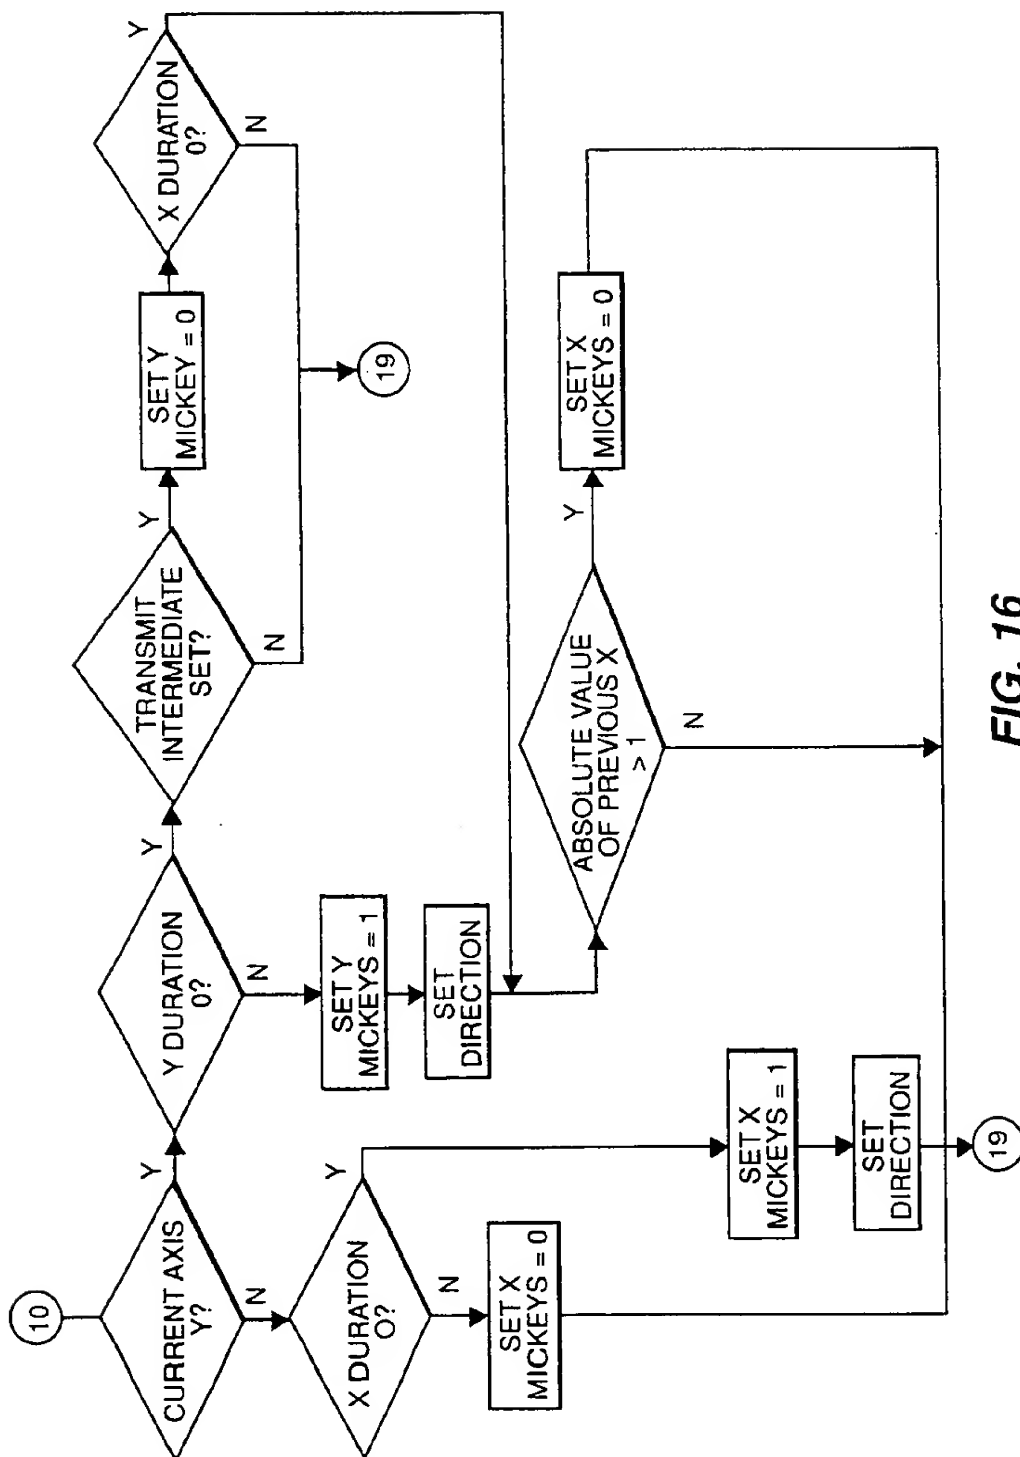 10
CURRENT AXIS
Y?
Y
N
Y DURATION
0?
Y
N
TRANSMIT
INTERMEDIATE
SET?
Y
N
SET Y
MICKEY = 0
X DURATION
0?
Y
N
19
SET Y
MICKEYS = 1
SET
DIRECTION
ABSOLUTE VALUE
OF PREVIOUS X
> 1
Y
N
SET X
MICKEYS = 0
X DURATION
O?
Y
N
SET X
MICKEYS = 0
SET X
MICKEYS = 1
SET
DIRECTION
19
FIG. 16